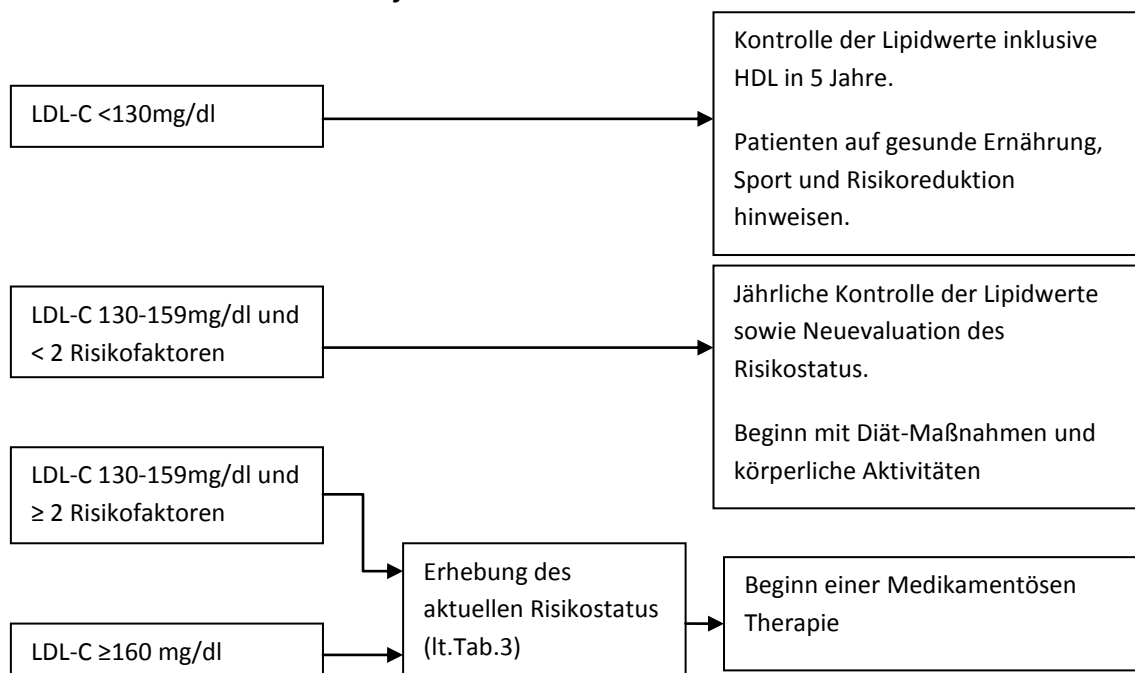 LDL-C <130mg/dl
Kontrolle der Lipidwerte inklusive
HDL in 5 Jahre.
Patienten auf gesunde Ernährung,
Sport und Risikoreduktion
hinweisen.
LDL-C 130-159mg/dl und
< 2 Risikofaktoren
Jährliche Kontrolle der Lipidwerte
sowie Neuevaluation des
Risikostatus.
Beginn mit Diät-Maßnahmen und
körperliche Aktivitäten
LDL-C 130-159mg/dl und
≥ 2 Risikofaktoren
LDL-C ≥160 mg/dl
Erhebung des
aktuellen Risikostatus
(lt.Tab.3)
Beginn einer Medikamentösen
Therapie